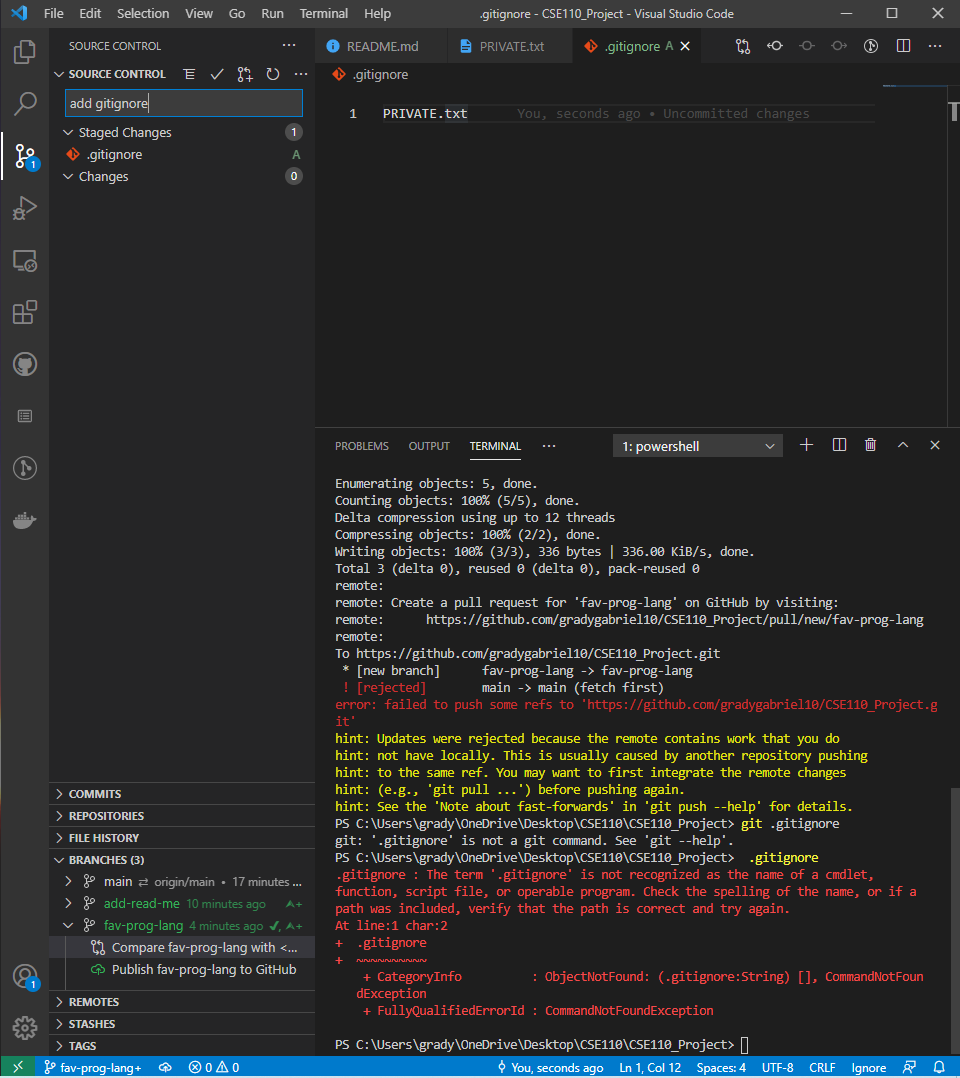 File Edit Selection View Go Run Terminal Help .gitignore - CSE110_Project - Visual Studio Code
SOURCE CONTROL
README.md PRIVATE.txt .gitignore A
SOURCE CONTROL
.gitignore
add gitignore
1 PRIVATE.txt You, seconds ago • Uncommitted changes
Staged Changes 1
.gitignore A
Changes 0
1
PROBLEMS OUTPUT TERMINAL 1: powershell
Enumerating objects: 5, done.
Counting objects: 100% (5/5), done.
Delta compression using up to 12 threads
Compressing objects: 100% (2/2), done.
Writing objects: 100% (3/3), 336 bytes | 336.00 KiB/s, done.
Total 3 (delta 0), reused 0 (delta 0), pack-reused 0
remote:
remote: Create a pull request for 'fav-prog-lang' on GitHub by visiting:
remote: https://github.com/gradygabriel10/CSE110_Project/pull/new/fav-prog-lang
remote:
To https://github.com/gradygabriel10/CSE110_Project.git
* [new branch] fav-prog-lang -> fav-prog-lang
! [rejected] main -> main (fetch first)
error: failed to push some refs to 'https://github.com/gradygabriel10/CSE110_Project.g
it'
hint: Updates were rejected because the remote contains work that you do
hint: not have locally. This is usually caused by another repository pushing
hint: to the same ref. You may want to first integrate the remote changes
hint: (e.g., 'git pull ...') before pushing again.
hint: See the 'Note about fast-forwards' in 'git push --help' for details.
PS C:\Users\grady\OneDrive\Desktop\CSE110\CSE110_Project> git .gitignore
git: '.gitignore' is not a git command. See 'git --help'.
PS C:\Users\grady\OneDrive\Desktop\CSE110\CSE110_Project>  .gitignore
.gitignore : The term '.gitignore' is not recognized as the name of a cmdlet,
function, script file, or operable program. Check the spelling of the name, or if a
path was included, verify that the path is correct and try again.
At line:1 char:2
+  .gitignore
+  ~~~~~~~~~~
+ CategoryInfo : ObjectNotFound: (.gitignore:String) [], CommandNotFoun
dException
+ FullyQualifiedErrorId : CommandNotFoundException
PS C:\Users\grady\OneDrive\Desktop\CSE110\CSE110_Project>
COMMITS
REPOSITORIES
FILE HISTORY
BRANCHES (3)
main ⇄ origin/main • 17 minutes ...
add-read-me 10 minutes ago A+
fav-prog-lang 4 minutes ago ✓, A+
Compare fav-prog-lang with <...
Publish fav-prog-lang to GitHub
1
REMOTES
STASHES
TAGS
fav-prog-lang+ 0 0 You, seconds ago Ln 1, Col 12 Spaces: 4 UTF-8 CRLF Ignore